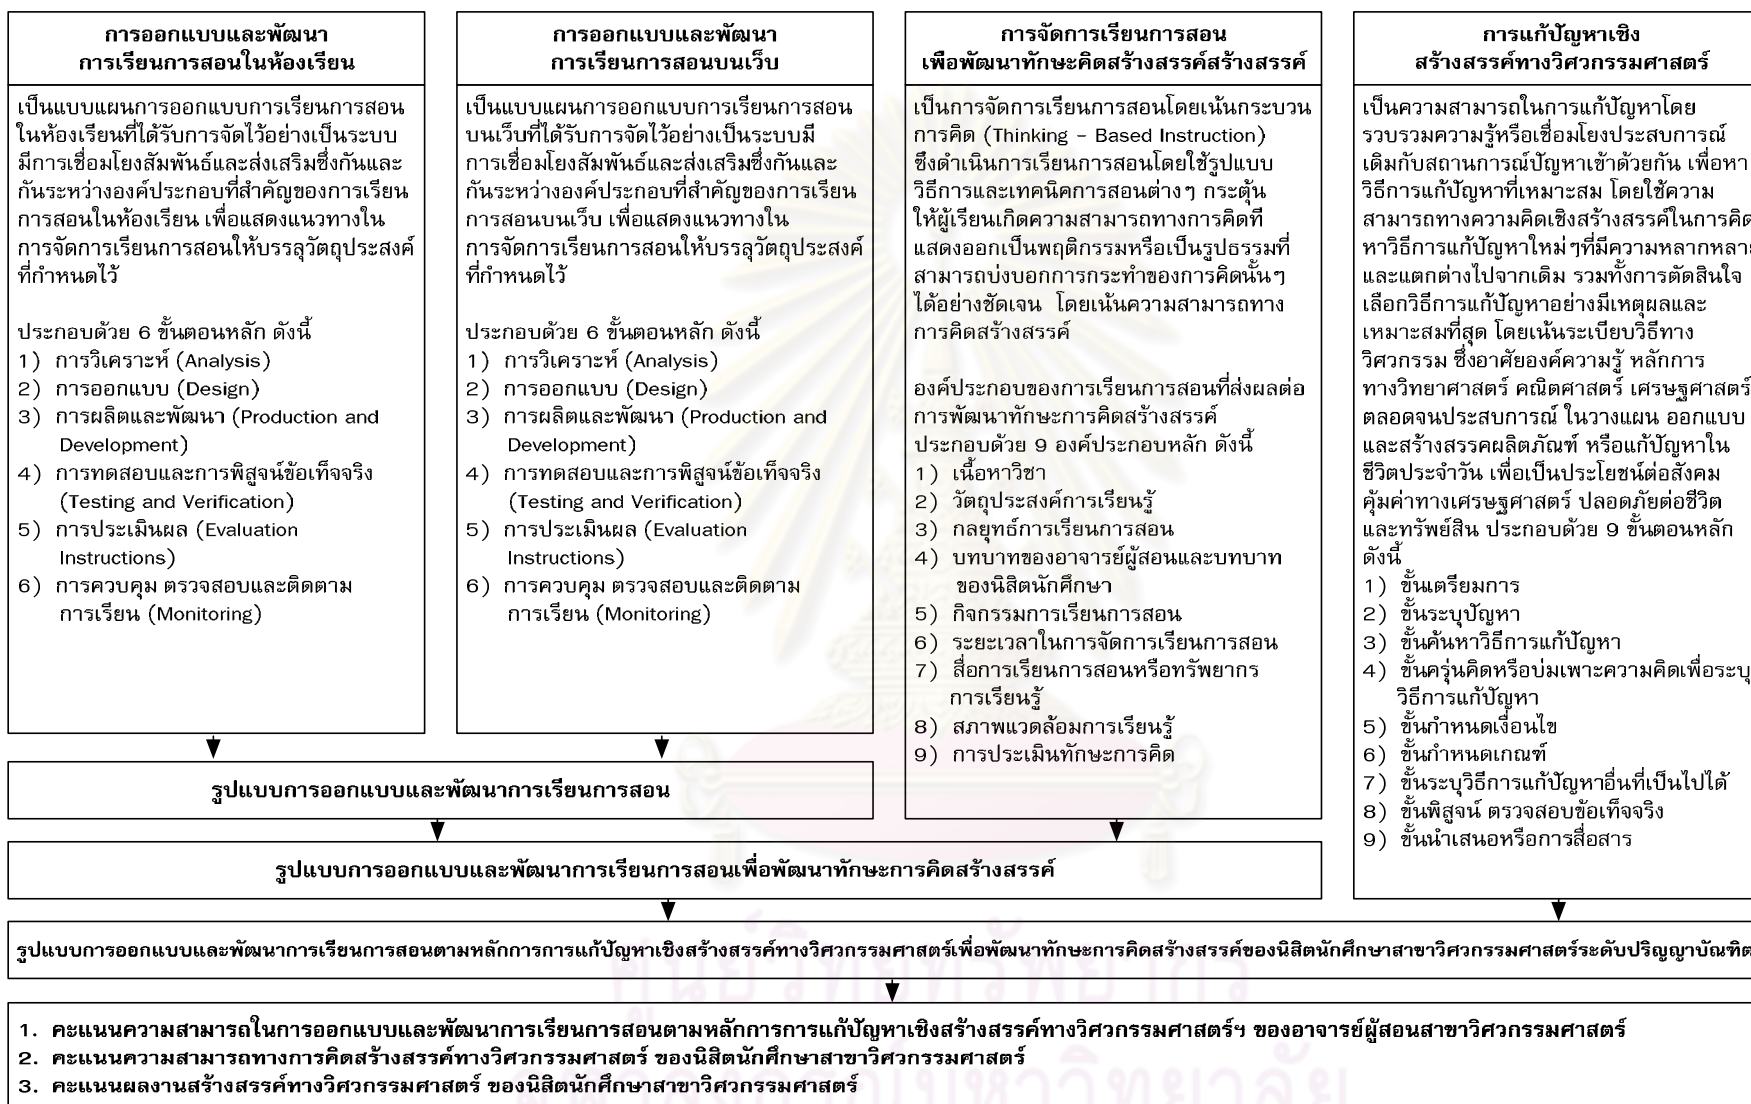 การออกแบบและพัฒนา
การเรียนการสอนในห้องเรียน
เป็นแบบแผนการออกแบบการเรียนการสอน
ในห้องเรียนที่ได้รับการจัดไว้อย่างเป็นระบบ
มีการเชื่อมโยงสัมพันธ์และส่งเสริมซึ่งกันและ
กันระหว่างองค์ประกอบที่สำคัญของการเรียน
การสอนในห้องเรียน เพื่อแสดงแนวทางใน
การจัดการเรียนการสอนให้บรรลุวัตถุประสงค์
ที่กำหนดไว้
ประกอบด้วย 6 ขั้นตอนหลัก ดังนี้
1) การวิเคราะห์ (Analysis)
2) การออกแบบ (Design)
3) การผลิตและพัฒนา (Production and
Development)
4) การทดสอบและการพิสูจน์ข้อเท็จจริง
(Testing and Verification)
5) การประเมินผล (Evaluation
Instructions)
6) การควบคุม ตรวจสอบและติดตาม
การเรียน (Monitoring)
การออกแบบและพัฒนา
การเรียนการสอนบนเว็บ
เป็นแบบแผนการออกแบบการเรียนการสอน
บนเว็บที่ได้รับการจัดไว้อย่างเป็นระบบมี
การเชื่อมโยงสัมพันธ์และส่งเสริมซึ่งกันและ
กันระหว่างองค์ประกอบที่สำคัญของการเรียน
การสอนบนเว็บ เพื่อแสดงแนวทางใน
การจัดการเรียนการสอนให้บรรลุวัตถุประสงค์
ที่กำหนดไว้
ประกอบด้วย 6 ขั้นตอนหลัก ดังนี้
1) การวิเคราะห์ (Analysis)
2) การออกแบบ (Design)
3) การผลิตและพัฒนา (Production and
Development)
4) การทดสอบและการพิสูจน์ข้อเท็จจริง
(Testing and Verification)
5) การประเมินผล (Evaluation
Instructions)
6) การควบคุม ตรวจสอบและติดตาม
การเรียน (Monitoring)
การจัดการเรียนการสอน
เพื่อพัฒนาทักษะคิดสร้างสรรค์สร้างสรรค์
เป็นการจัดการเรียนการสอนโดยเน้นกระบวน
การคิด (Thinking – Based Instruction)
ซึ่งดำเนินการเรียนการสอนโดยใช้รูปแบบ
วิธีการและเทคนิคการสอนต่างๆ กระตุ้น
ให้ผู้เรียนเกิดความสามารถทางการคิดที่
แสดงออกเป็นพฤติกรรมหรือเป็นรูปธรรมที่
สามารถบ่งบอกการกระทำของการคิดนั้นๆ
ได้อย่างชัดเจน โดยเน้นความสามารถทาง
การคิดสร้างสรรค์
องค์ประกอบของการเรียนการสอนที่ส่งผลต่อ
การพัฒนาทักษะการคิดสร้างสรรค์
ประกอบด้วย 9 องค์ประกอบหลัก ดังนี้
1) เนื้อหาวิชา
2) วัตถุประสงค์การเรียนรู้
3) กลยุทธ์การเรียนการสอน
4) บทบาทของอาจารย์ผู้สอนและบทบาท
ของนิสิตนักศึกษา
5) กิจกรรมการเรียนการสอน
6) ระยะเวลาในการจัดการเรียนการสอน
7) สื่อการเรียนการสอนหรือทรัพยากร
การเรียนรู้
8) สภาพแวดล้อมการเรียนรู้
9) การประเมินทักษะการคิด
การแก้ปัญหาเชิง
สร้างสรรค์ทางวิศวกรรมศาสตร์
เป็นความสามารถในการแก้ปัญหาโดย
รวบรวมความรู้หรือเชื่อมโยงประสบการณ์
เดิมกับสถานการณ์ปัญหาเข้าด้วยกัน เพื่อหา
วิธีการแก้ปัญหาที่เหมาะสม โดยใช้ความ
สามารถทางความคิดเชิงสร้างสรรค์ในการคิด
หาวิธีการแก้ปัญหาใหม่ๆที่มีความหลากหลาย
และแตกต่างไปจากเดิม รวมทั้งการตัดสินใจ
เลือกวิธีการแก้ปัญหาอย่างมีเหตุผลและ
เหมาะสมที่สุด โดยเน้นระเบียบวิธีทาง
วิศวกรรม ซึ่งอาศัยองค์ความรู้ หลักการ
ทางวิทยาศาสตร์ คณิตศาสตร์ เศรษฐศาสตร์
ตลอดจนประสบการณ์ ในวางแผน ออกแบบ
และสร้างสรรคผลิตภัณฑ์ หรือแก้ปัญหาใน
ชีวิตประจำวัน เพื่อเป็นประโยชน์ต่อสังคม
คุ้มค่าทางเศรษฐศาสตร์ ปลอดภัยต่อชีวิต
และทรัพย์สิน ประกอบด้วย 9 ขั้นตอนหลัก
ดังนี้
1) ขั้นเตรียมการ
2) ขั้นระบุปัญหา
3) ขั้นค้นหาวิธีการแก้ปัญหา
4) ขั้นครุ่นคิดหรือบ่มเพาะความคิดเพื่อระบุ
วิธีการแก้ปัญหา
5) ขั้นกำหนดเงื่อนไข
6) ขั้นกำหนดเกณฑ์
7) ขั้นระบุวิธีการแก้ปัญหาอื่นที่เป็นไปได้
8) ขั้นพิสูจน์ ตรวจสอบข้อเท็จจริง
9) ขั้นนำเสนอหรือการสื่อสาร
รูปแบบการออกแบบและพัฒนาการเรียนการสอน
รูปแบบการออกแบบและพัฒนาการเรียนการสอนเพื่อพัฒนาทักษะการคิดสร้างสรรค์
รูปแบบการออกแบบและพัฒนาการเรียนการสอนตามหลักการการแก้ปัญหาเชิงสร้างสรรค์ทางวิศวกรรมศาสตร์เพื่อพัฒนาทักษะการคิดสร้างสรรค์ของนิสิตนักศึกษาสาขาวิศวกรรมศาสตร์ระดับปริญญาบัณฑิต
ศูนย์วิทยทรัพยากร
1. คะแนนความสามารถในการออกแบบและพัฒนาการเรียนการสอนตามหลักการการแก้ปัญหาเชิงสร้างสรรค์ทางวิศวกรรมศาสตร์ฯ ของอาจารย์ผู้สอนสาขาวิศวกรรมศาสตร์
2. คะแนนความสามารถทางการคิดสร้างสรรค์ทางวิศวกรรมศาสตร์ ของนิสิตนักศึกษาสาขาวิศวกรรมศาสตร์
3. คะแนนผลงานสร้างสรรค์ทางวิศวกรรมศาสตร์ ของนิสิตนักศึกษาสาขาวิศวกรรมศาสตร์
จุฬาลงกรณ์มหาวิทยาลัย